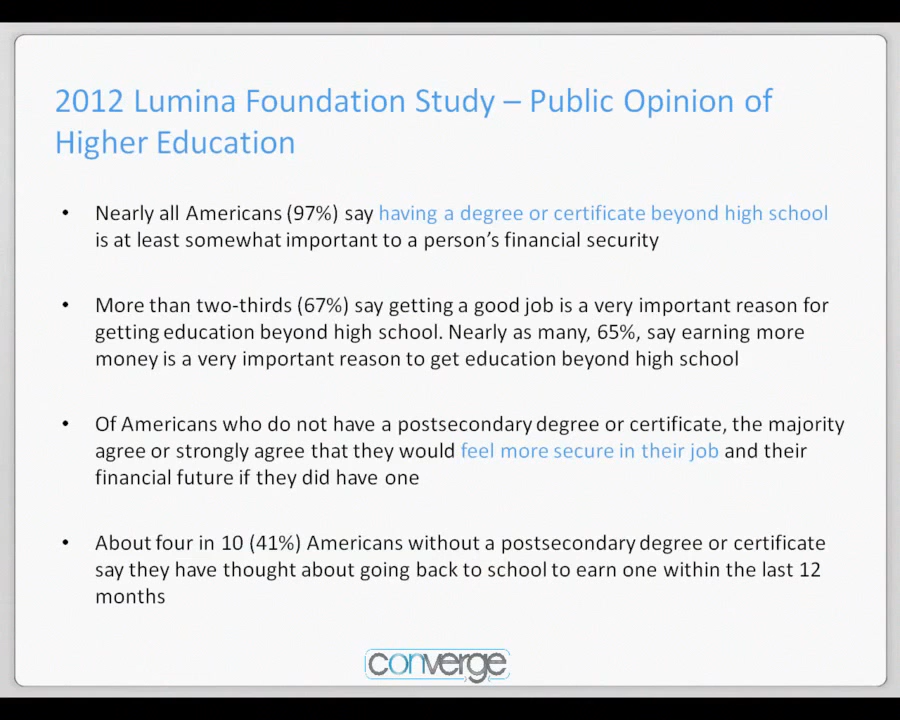 2012 Lumina Foundation Study – Public Opinion of
Higher Education
• Nearly all Americans (97%) say having a degree or certificate beyond high school
is at least somewhat important to a person’s financial security
• More than two-thirds (67%) say getting a good job is a very important reason for
getting education beyond high school. Nearly as many, 65%, say earning more
money is a very important reason to get education beyond high school
• Of Americans who do not have a postsecondary degree or certificate, the majority
agree or strongly agree that they would feel more secure in their job and their
financial future if they did have one
• About four in 10 (41%) Americans without a postsecondary degree or certificate
say they have thought about going back to school to earn one within the last 12
months
converge